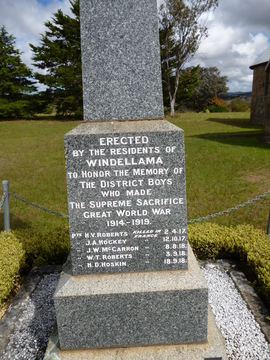 ERECTED
BY THE RESIDENTS OF
WINDELLAMA
TO HONOR THE MEMORY OF
THE DISTRICT BOYS
WHO MADE
THE SUPREME SACRIFICE
GREAT WORLD WAR
1914-1919.
PTE H.V. ROBERTS KILLED IN FRANCE 2.4.17.
" J.A. HOCKEY " 12.10.17.
" J.W. McCARRON " 8.8.18.
" W.T. ROBERTS " 3.9.18.
" H.D. HOSKIN " 18.9.18.